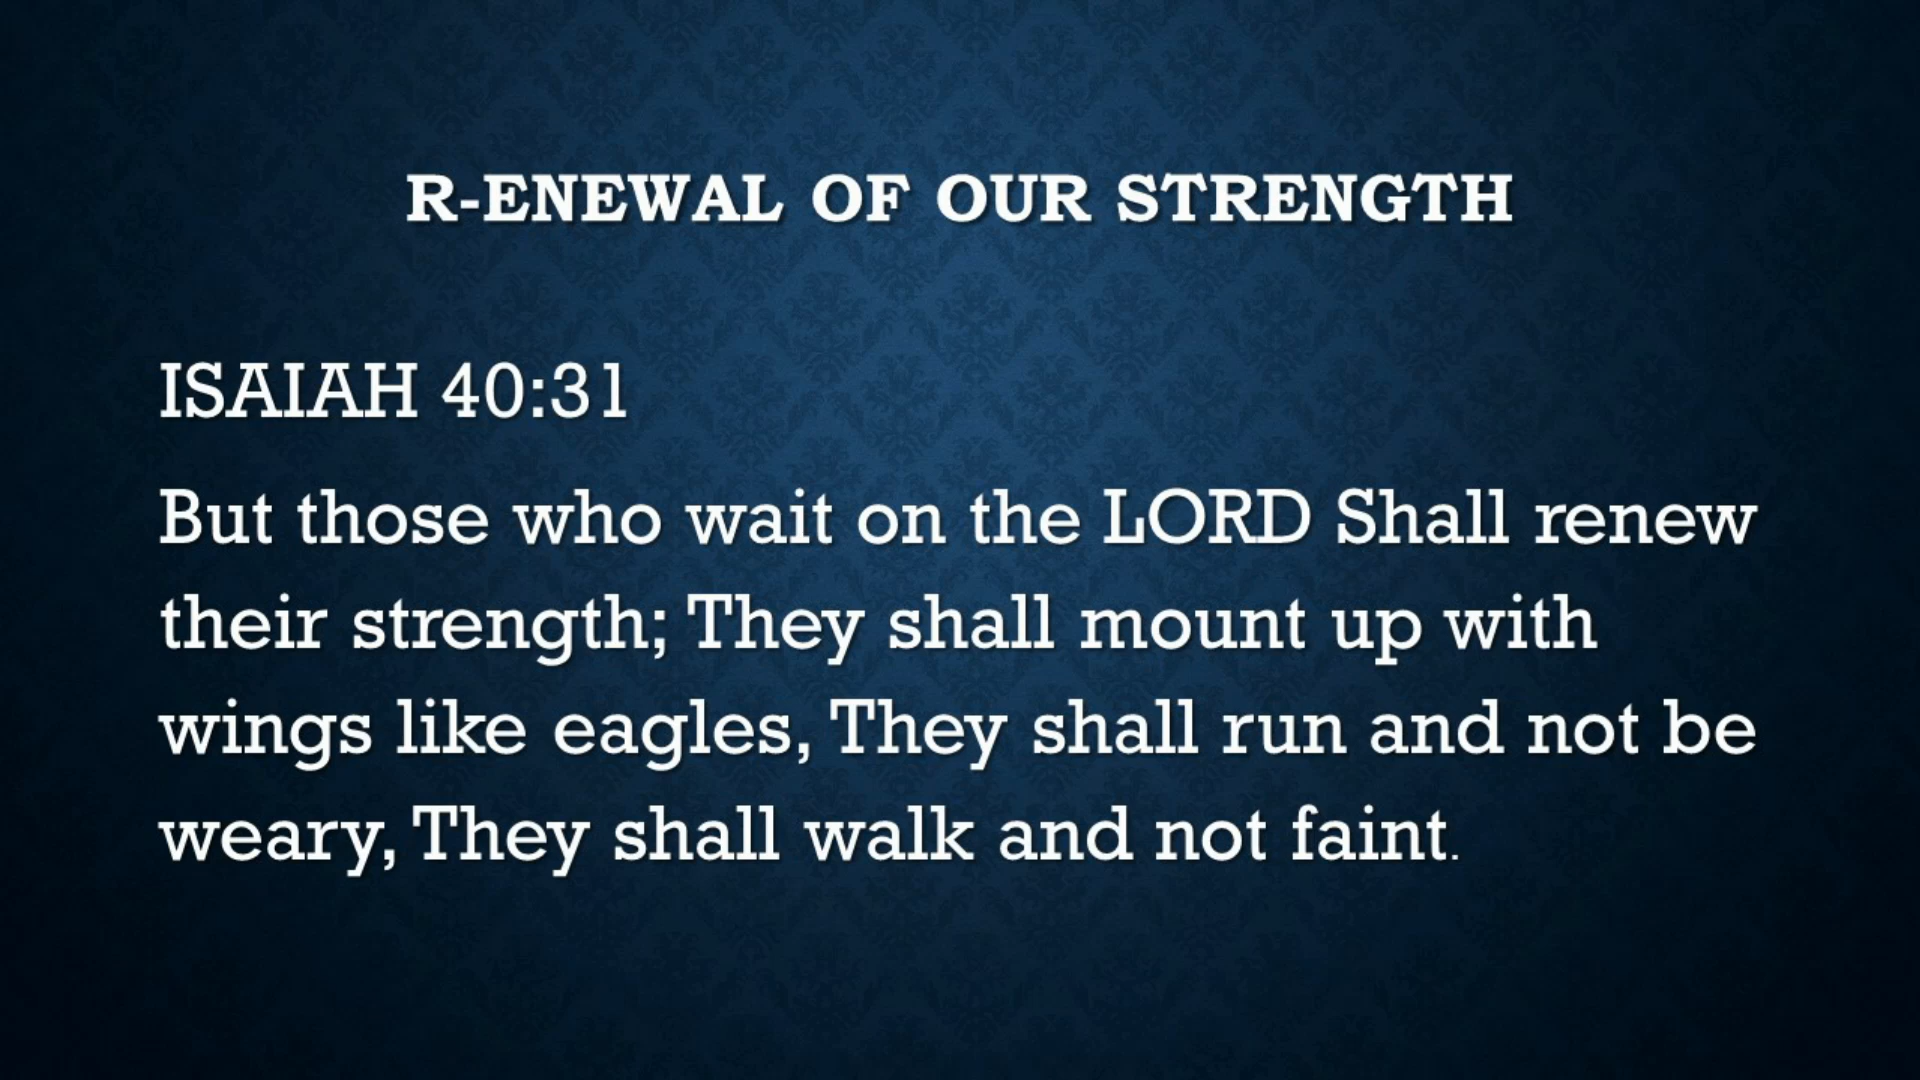 R-ENEWAL OF OUR STRENGTH
ISAIAH 40:31
But those who wait on the LORD Shall renew
their strength; They shall mount up with
wings like eagles, They shall run and not be
weary, They shall walk and not faint.